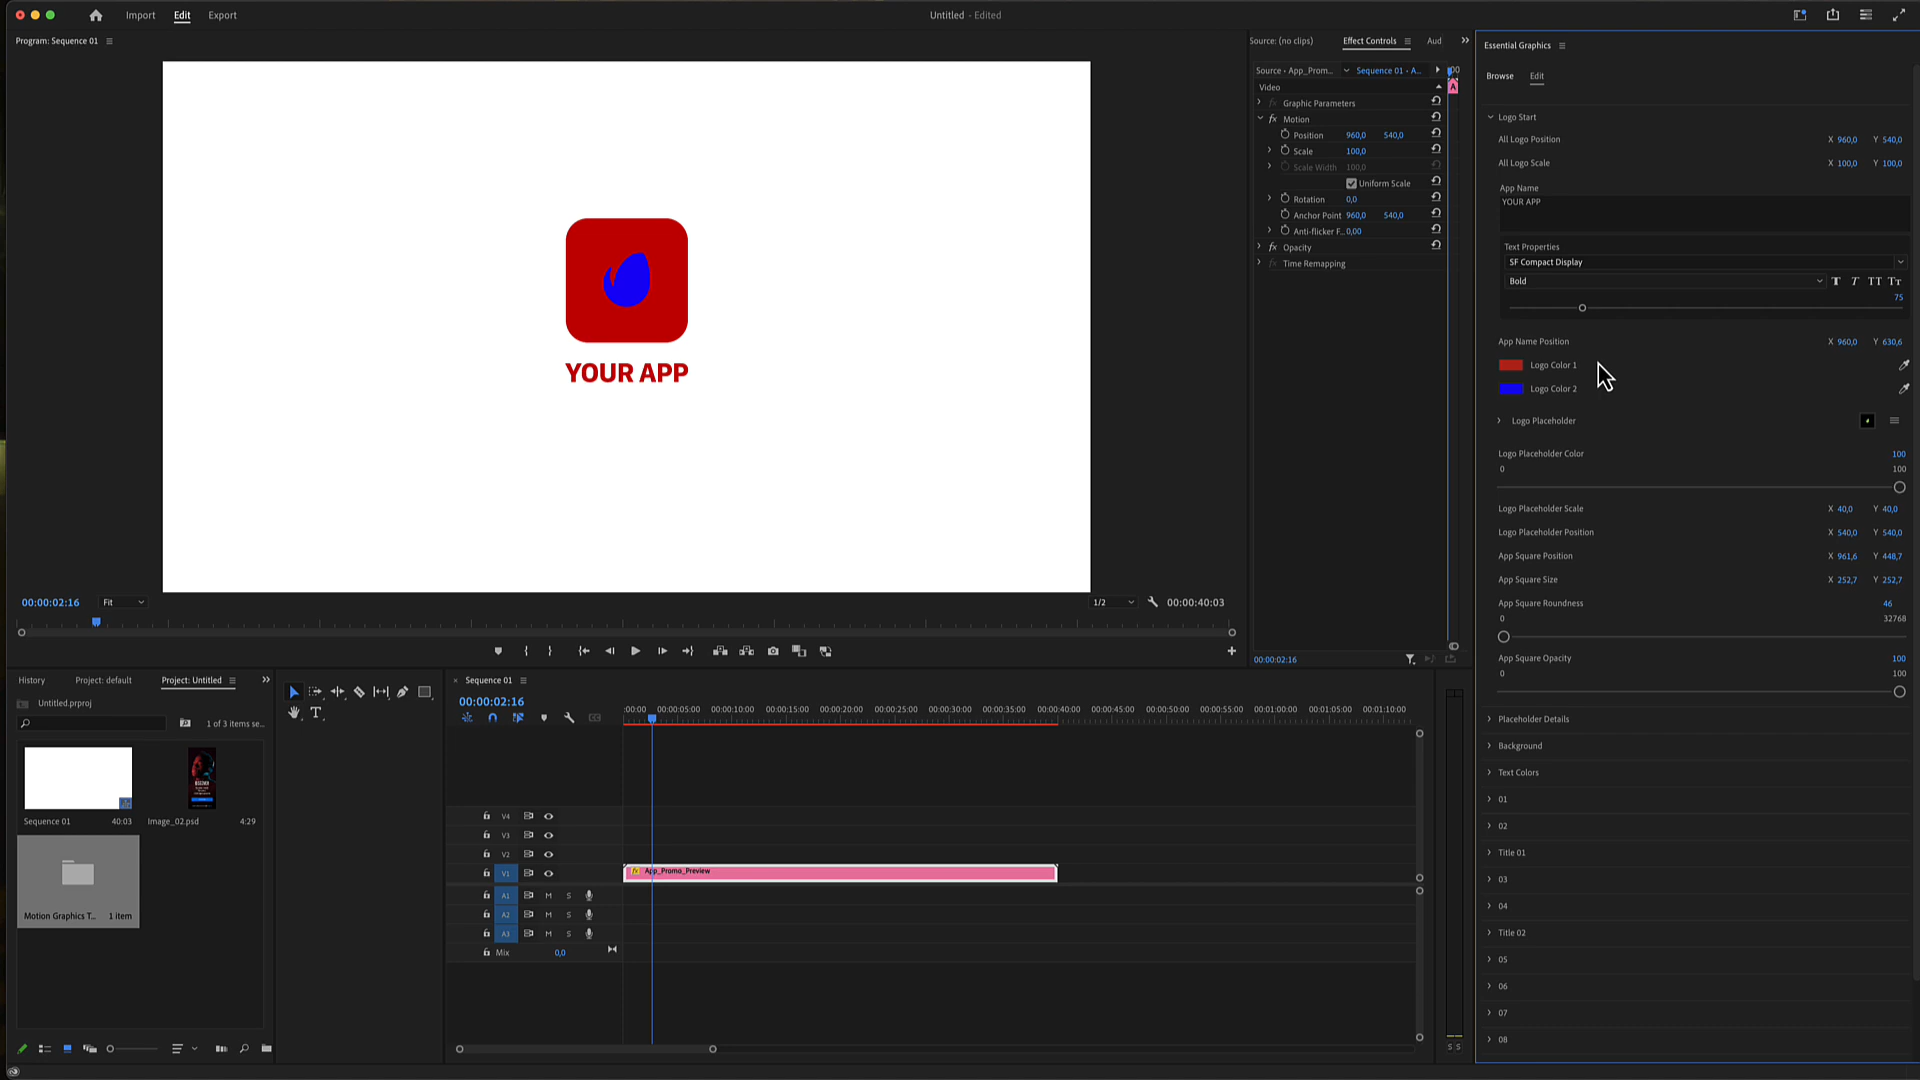 Import Edit Export
Untitled - Edited
Program: Sequence 01
YOUR APP
00:00:02:16 Fit
1/2 00:00:40:03
Source: (no clips) Effect Controls Aud
Source • App_Prom... Sequence 01 • A...
Video
Graphic Parameters
fx Motion
Position 960,0 540,0
Scale 100,0
Scale Width 100,0
Uniform Scale
Rotation 0,0
Anchor Point 960,0 540,0
Anti-flicker F... 0,00
fx Opacity
fx Time Remapping
00:00:02:16
Essential Graphics
Browse Edit
Logo Start
All Logo Position X 960,0 Y 540,0
All Logo Scale X 100,0 Y 100,0
App Name
YOUR APP
Text Properties
SF Compact Display
Bold T T TT Tт
75
App Name Position X 960,0 Y 630,6
Logo Color 1
Logo Color 2
Logo Placeholder
Logo Placeholder Color 100
0 100
Logo Placeholder Scale X 40,0 Y 40,0
Logo Placeholder Position X 540,0 Y 540,0
App Square Position X 961,6 Y 448,7
App Square Size X 252,7 Y 252,7
App Square Roundness 46
0 32768
App Square Opacity 100
0 100
Placeholder Details
Background
Text Colors
01
02
Title 01
03
04
Title 02
05
06
07
08
History Project: default Project: Untitled
Untitled.prproj
1 of 3 items se...
Sequence 01 40:03
Image_02.psd 4:29
Motion Graphics T... 1 item
T
× Sequence 01
00:00:02:16
:00:00 00:00:05:00 00:00:10:00 00:00:15:00 00:00:20:00 00:00:25:00 00:00:30:00 00:00:35:00 00:00:40:00 00:00:45:00 00:00:50:00 00:00:55:00 00:01:00:00 00:01:05:00 00:01:10:00
V4
V3
V2
V1
fx App_Promo_Preview
A1 M S
A2 M S
A3 M S
Mix 0,0
S S